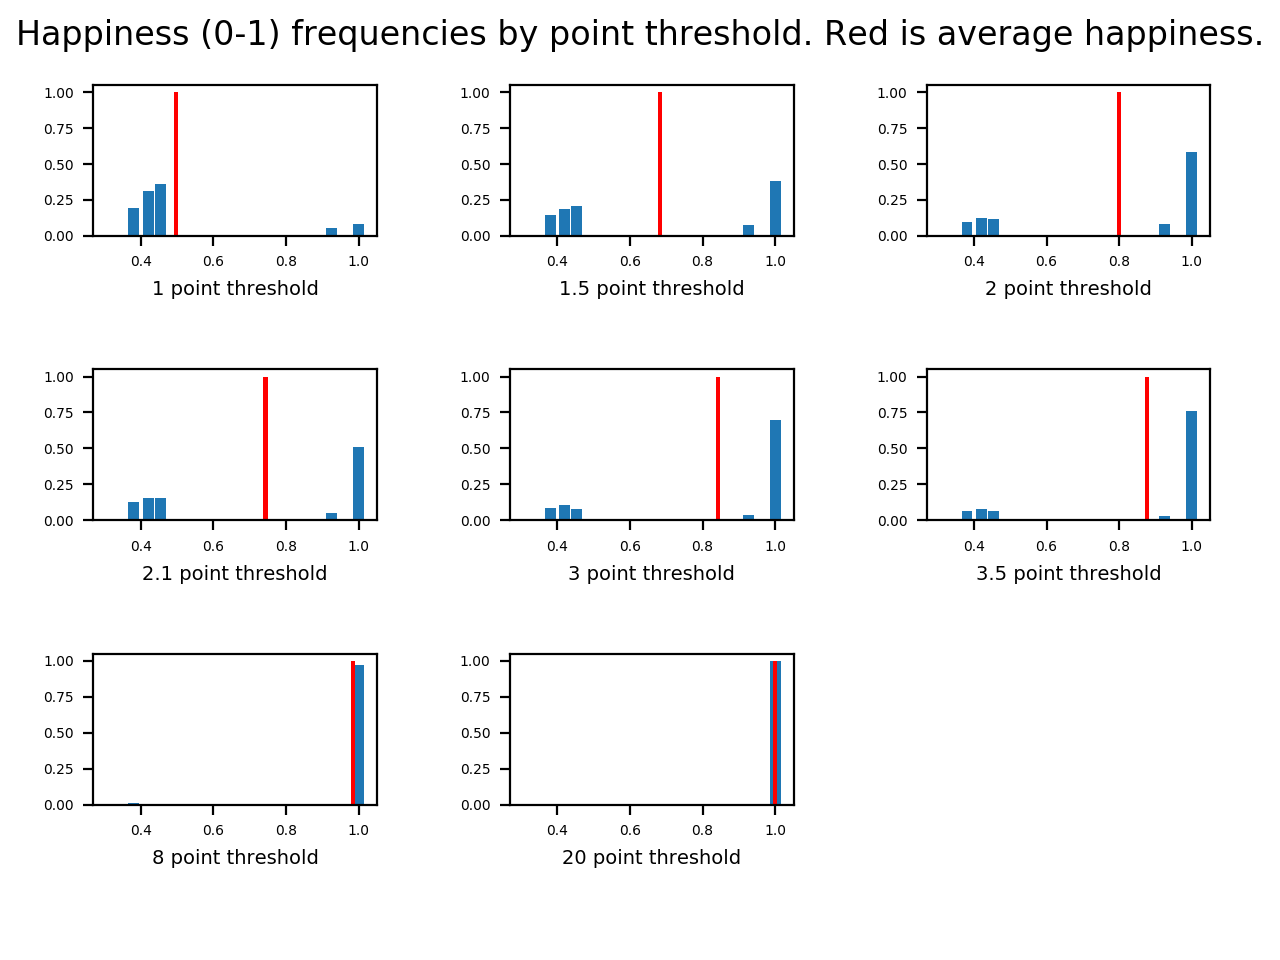 Happiness (0-1) frequencies by point threshold. Red is average happiness.
1.00 1.00 1.00
0.75 0.75 0.75
0.50 0.50 0.50
0.25 0.25 0.25
0.00 0.00 0.00
0.4 0.6 0.8 1.0 0.4 0.6 0.8 1.0 0.4 0.6 0.8 1.0
1 point threshold 1.5 point threshold 2 point threshold
1.00 1.00 1.00
0.75 0.75 0.75
0.50 0.50 0.50
0.25 0.25 0.25
0.00 0.00 0.00
0.4 0.6 0.8 1.0 0.4 0.6 0.8 1.0 0.4 0.6 0.8 1.0
2.1 point threshold 3 point threshold 3.5 point threshold
1.00 1.00
0.75 0.75
0.50 0.50
0.25 0.25
0.00 0.00
0.4 0.6 0.8 1.0 0.4 0.6 0.8 1.0
8 point threshold 20 point threshold